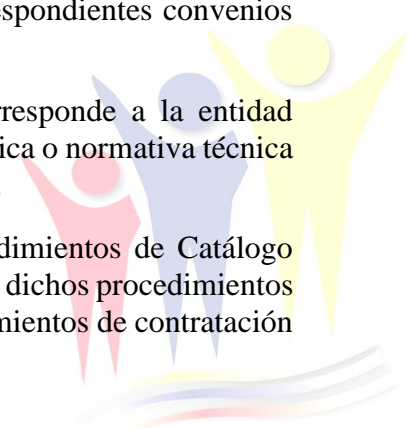 espondientes convenios
rresponde a la entidad
ica o normativa técnica
dimientos de Catálogo
dichos procedimientos
mientos de contratación